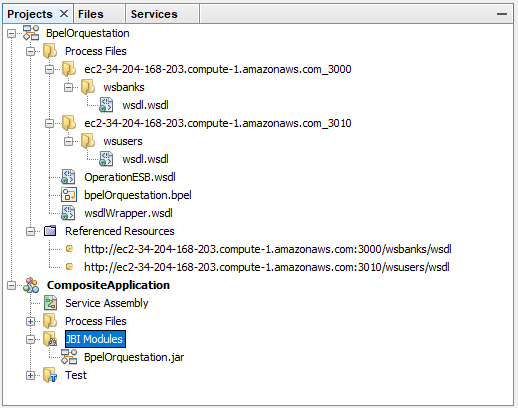 Projects × Files Services
BpelOrquestation
Process Files
ec2-34-204-168-203.compute-1.amazonaws.com_3000
wsbanks
wsdl.wsdl
ec2-34-204-168-203.compute-1.amazonaws.com_3010
wsusers
wsdl.wsdl
OperationESB.wsdl
bpelOrquestation.bpel
wsdlWrapper.wsdl
Referenced Resources
http://ec2-34-204-168-203.compute-1.amazonaws.com:3000/wsbanks/wsdl
http://ec2-34-204-168-203.compute-1.amazonaws.com:3010/wsusers/wsdl
CompositeApplication
Service Assembly
Process Files
JBI Modules
BpelOrquestation.jar
Test